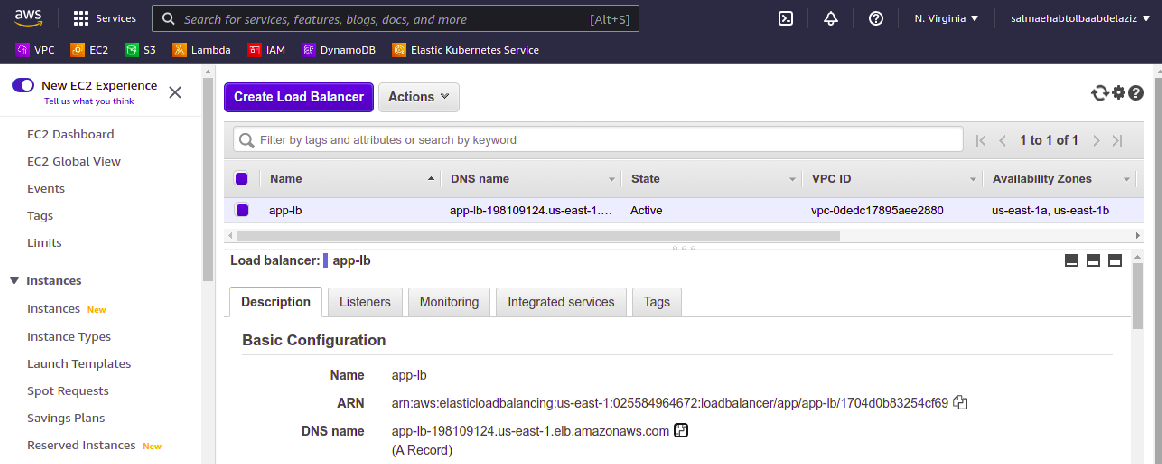 aws Services Search for services, features, blogs, docs, and more [Alt+S] N. Virginia salmaehabtolbaabdelaziz
VPC EC2 S3 Lambda IAM DynamoDB Elastic Kubernetes Service
New EC2 Experience
Tell us what you think
EC2 Dashboard
EC2 Global View
Events
Tags
Limits
Instances
Instances New
Instance Types
Launch Templates
Spot Requests
Savings Plans
Reserved Instances New
Create Load Balancer Actions
Filter by tags and attributes or search by keyword 1 to 1 of 1
Name DNS name State VPC ID Availability Zones
app-lb app-lb-198109124.us-east-1.... Active vpc-0dedc17895aee2880 us-east-1a, us-east-1b
Load balancer: app-lb
Description Listeners Monitoring Integrated services Tags
Basic Configuration
Name app-lb
ARN arn:aws:elasticloadbalancing:us-east-1:025584964672:loadbalancer/app/app-lb/1704d0b83254cf69
DNS name app-lb-198109124.us-east-1.elb.amazonaws.com
(A Record)